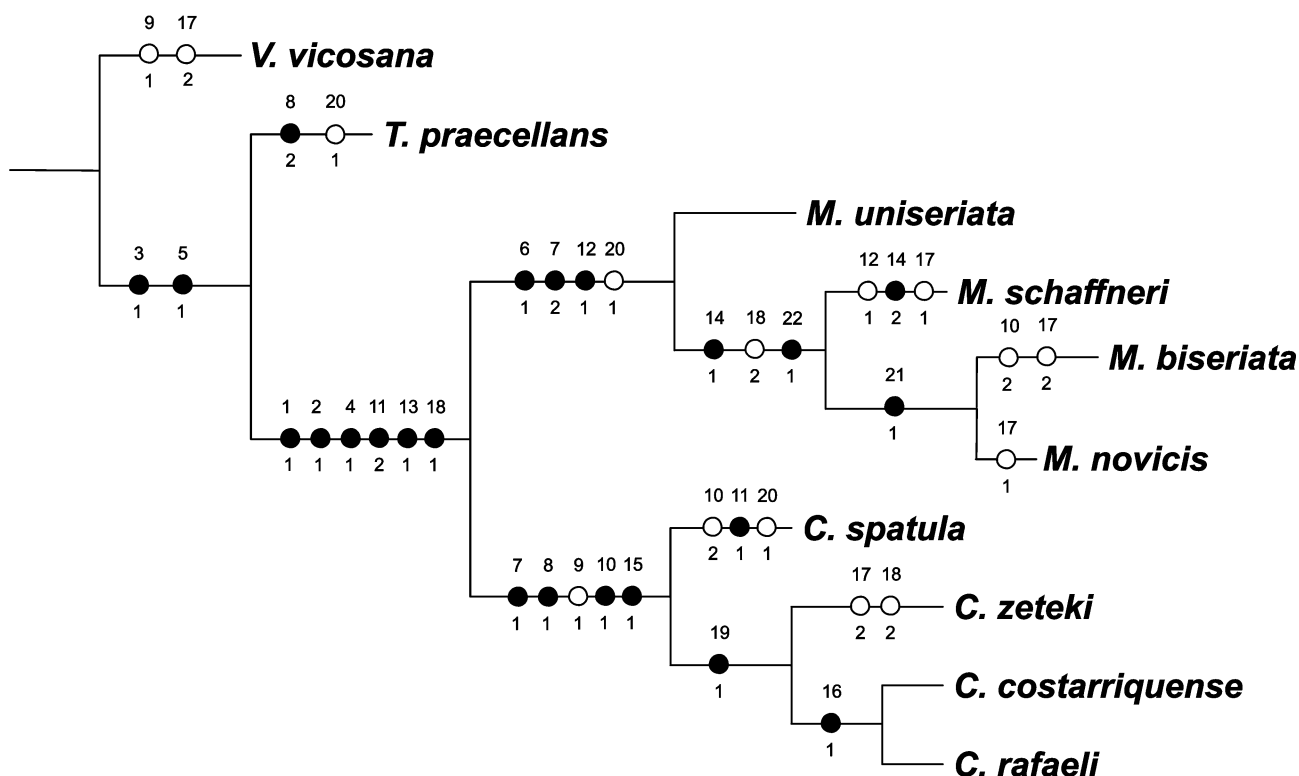 9 17
V. vicosana
1 2
8 20
T. praecellans
2 1
M. uniseriata
3 5
1 1
6 7 12 20
1 2 1 1
12 14 17
M. schaffneri
1 2 1
14 18 22
1 2 1
10 17
M. biseriata
2 2
21
1
17
M. novicis
1
1 2 4 11 13 18
1 1 1 2 1 1
10 11 20
C. spatula
2 1 1
7 8 9 10 15
1 1 1 1 1
17 18
C. zeteki
2 2
19
1
C. costarriquense
16
1
C. rafaeli